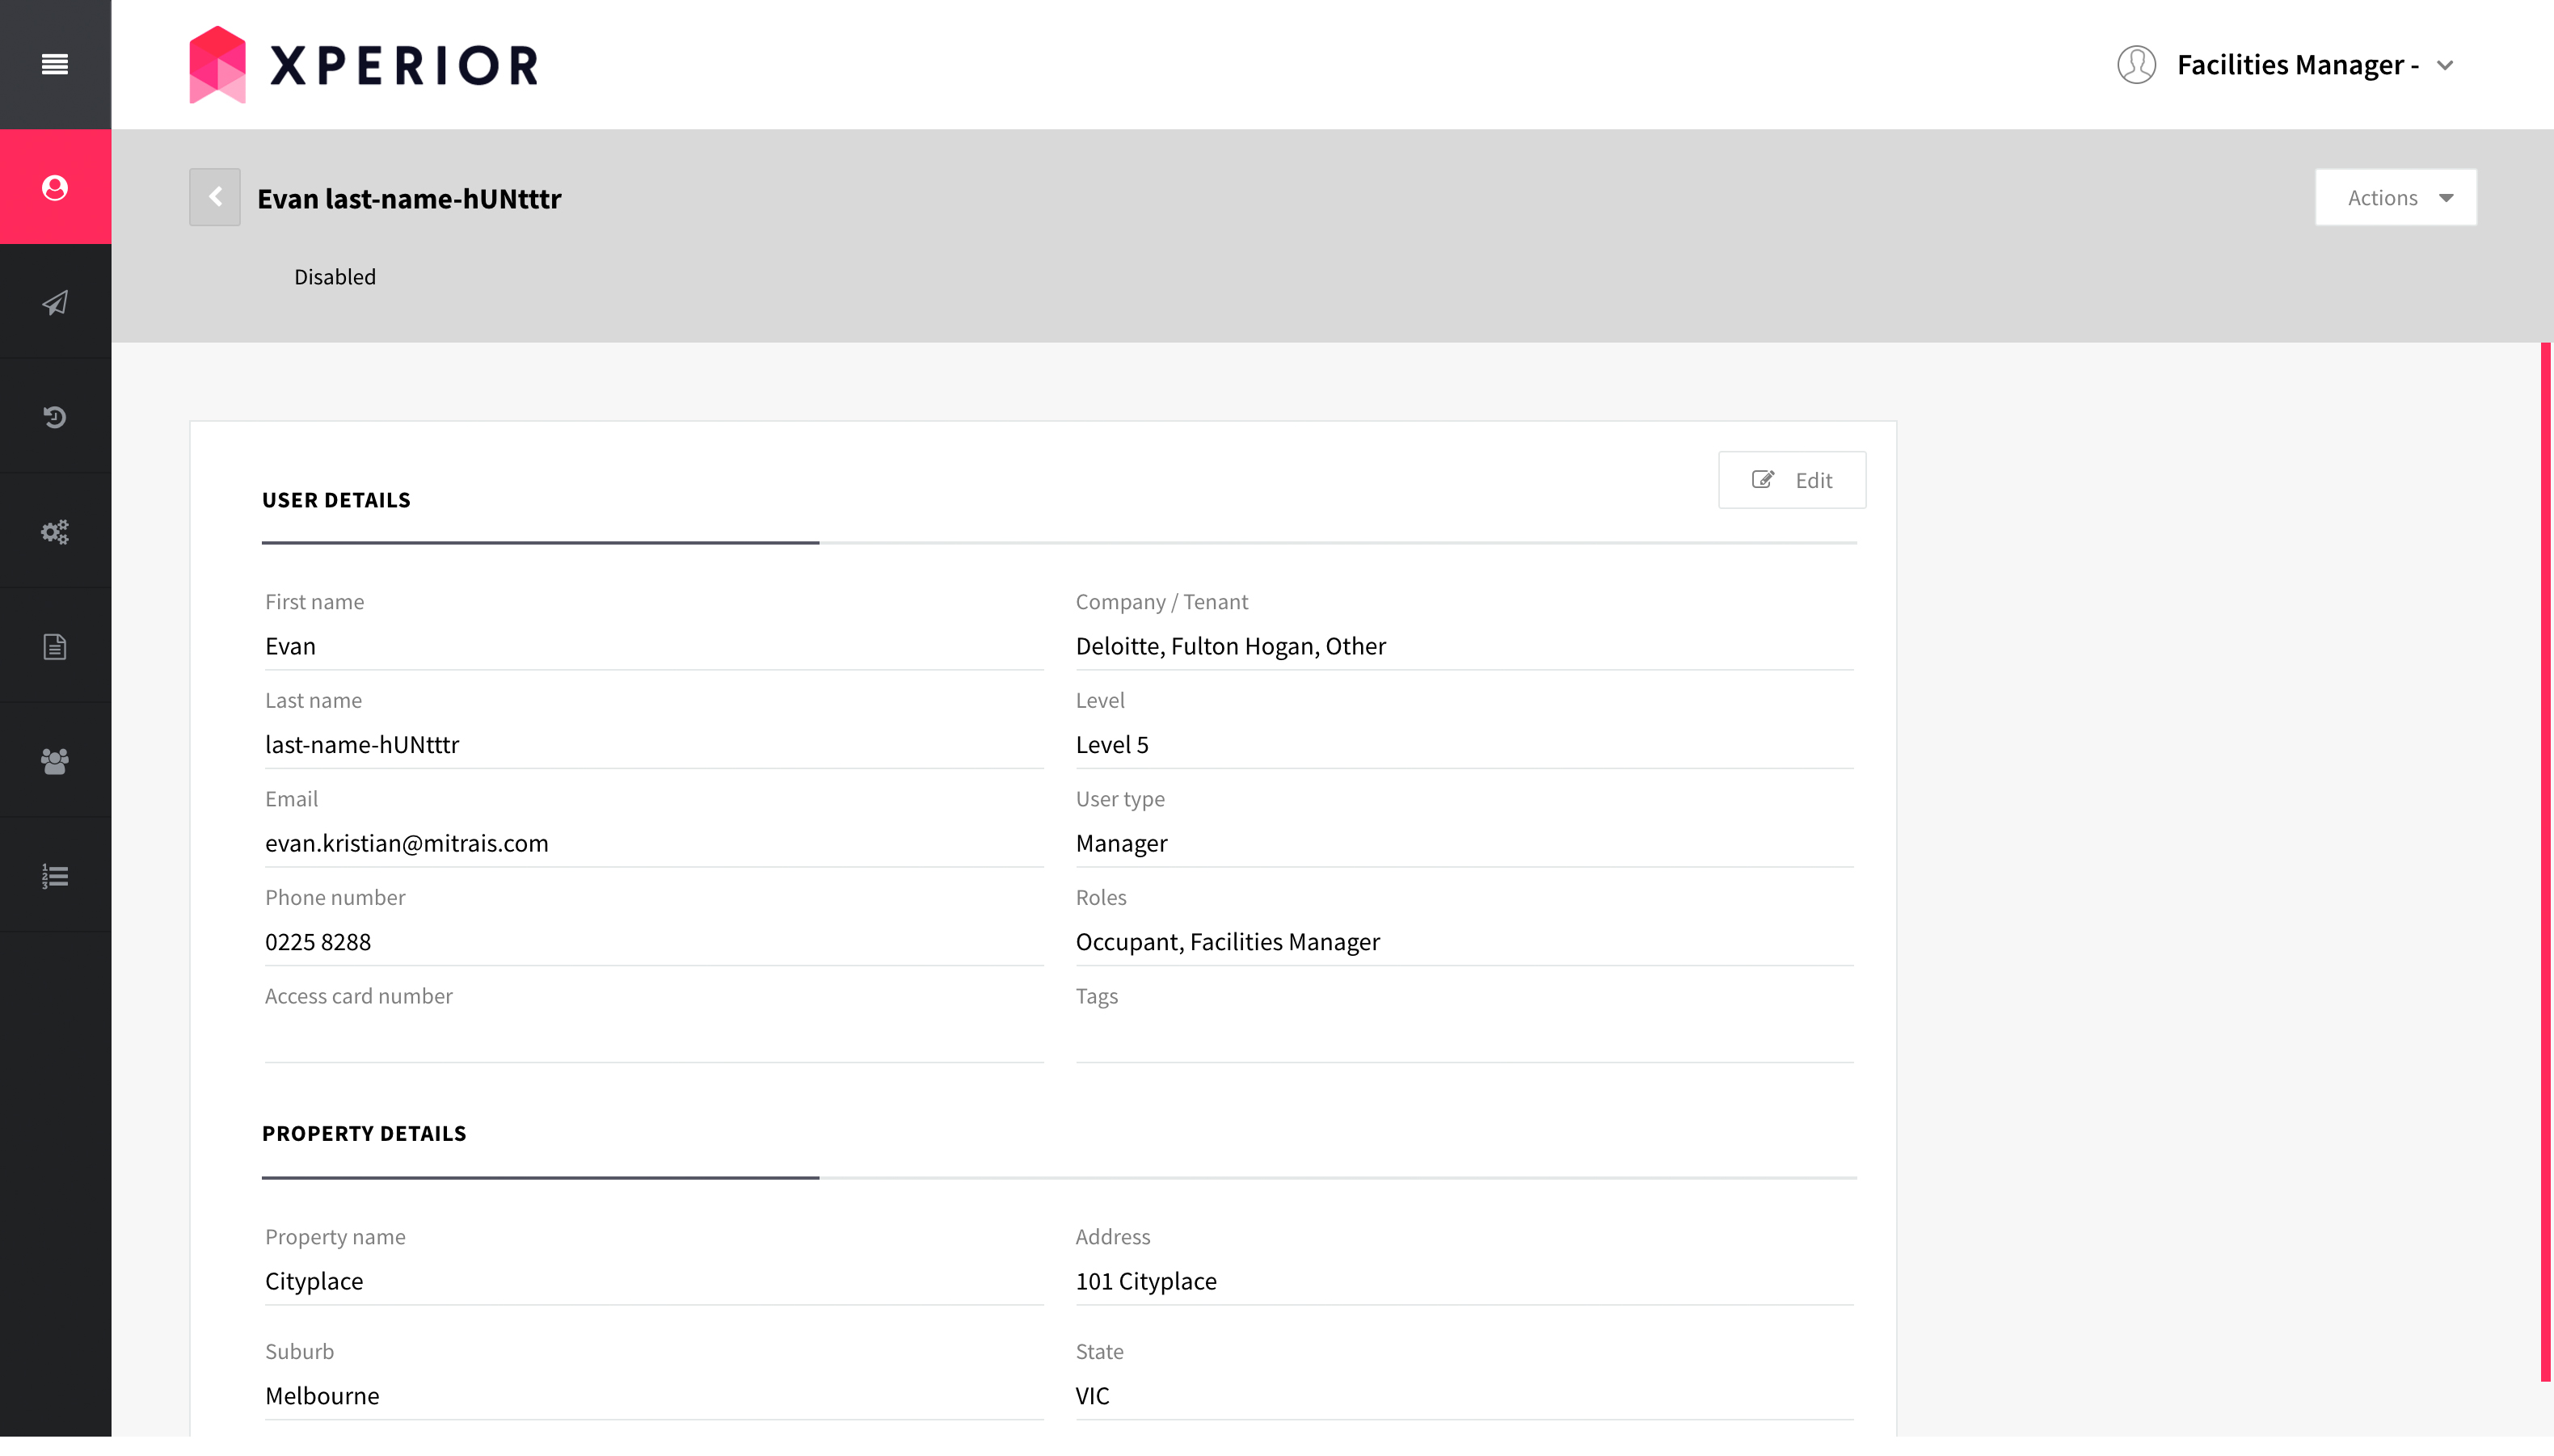 XPERIOR
Facilities Manager -
Evan last-name-hUNtttr
Actions
Disabled
USER DETAILS
Edit
First name
Evan
Company / Tenant
Deloitte, Fulton Hogan, Other
Last name
last-name-hUNtttr
Level
Level 5
Email
evan.kristian@mitrais.com
User type
Manager
Phone number
0225 8288
Roles
Occupant, Facilities Manager
Access card number
Tags
PROPERTY DETAILS
Property name
Cityplace
Address
101 Cityplace
Suburb
Melbourne
State
VIC